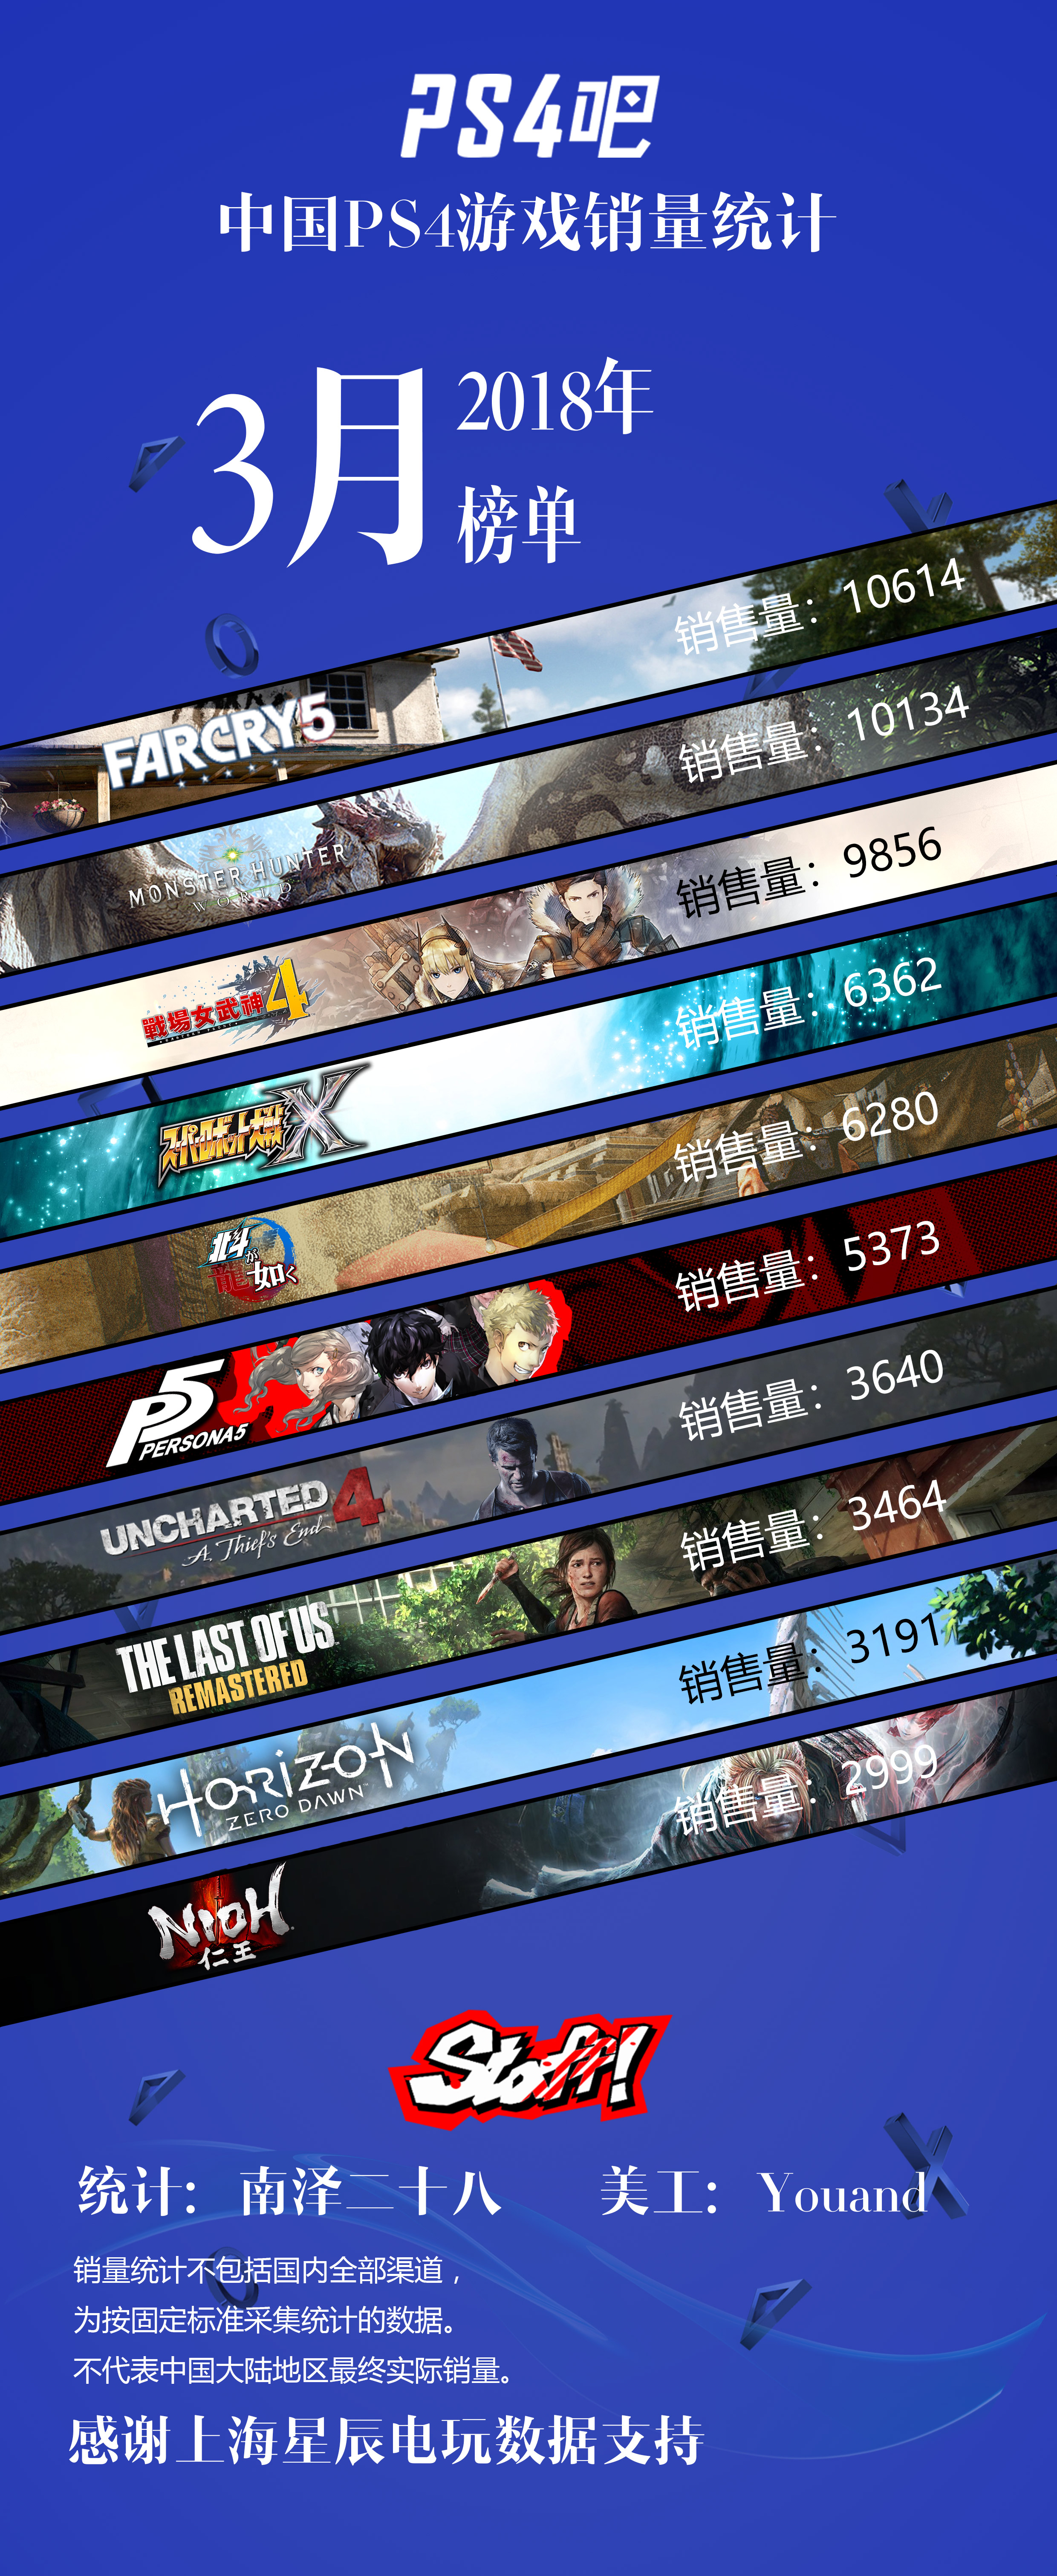 PS4吧
中国PS4游戏销量统计
3月
2018年
榜单
销售量：10614
FARCRY5
销售量：10134
MONSTER HUNTER
WORLD
销售量：9856
戰場女武神4
销售量：6362
スーパーロボット大戦X
销售量：6280
北斗が
龍如く
销售量：5373
P5
PERSONA5
销售量：3640
UNCHARTED 4
A Thief's End
销售量：3464
THE LAST OF US
REMASTERED
销售量：3191
HORIZON
ZERO DAWN
销售量：2999
NIOH
仁王
Staff!
统计：南泽二十八 美工：Youand
销量统计不包括国内全部渠道，
为按固定标准采集统计的数据。
不代表中国大陆地区最终实际销量。
感谢上海星辰电玩数据支持